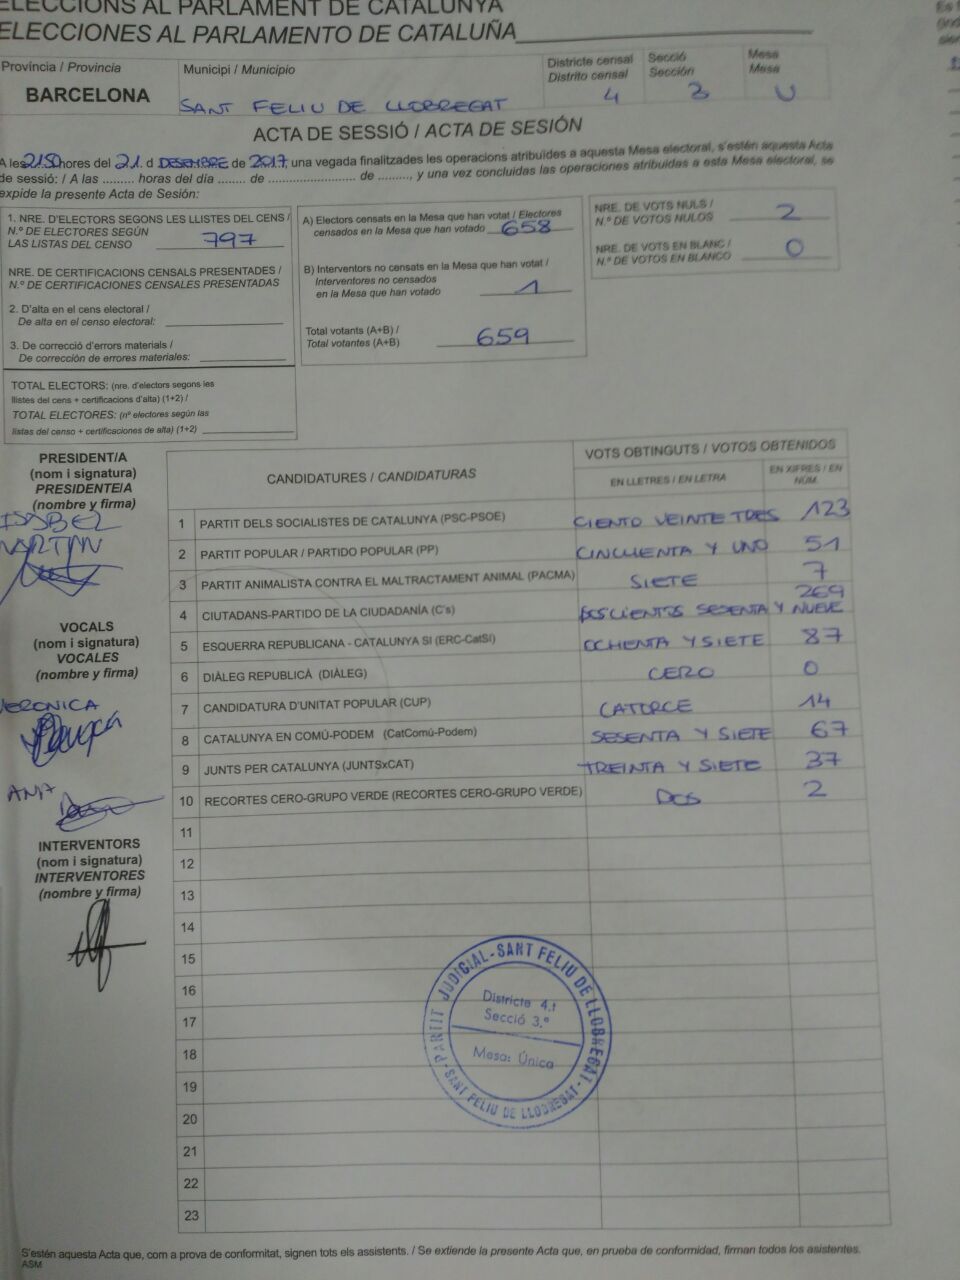 ELECCIONS AL PARLAMENT DE CATALUNYA
ELECCIONES AL PARLAMENTO DE CATALUÑA
Província / Provincia
BARCELONA
Municipi / Municipio
SANT FELIU DE LLOBREGAT
Districte censal
Distrito censal
4
Secció
Sección
3
Mesa
Mesa
U
ACTA DE SESSIÓ / ACTA DE SESIÓN
A les 2150 hores del 21. d DESEMBRE de 2017, una vegada finalitzades les operacions atribuïdes a aquesta Mesa electoral, s'estén aquesta Acta
de sessió: / A las ......... horas del día ........ de ......................... de ........., y una vez concluidas las operaciones atribuidas a esta Mesa electoral, se
expide la presente Acta de Sesión:
1. NRE. D'ELECTORS SEGONS LES LLISTES DEL CENS /
N.º DE ELECTORES SEGÚN
LAS LISTAS DEL CENSO 797
NRE. DE CERTIFICACIONS CENSALS PRESENTADES /
N.º DE CERTIFICACIONES CENSALES PRESENTADAS
2. D'alta en el cens electoral /
De alta en el censo electoral:
3. De correcció d'errors materials /
De corrección de errores materiales:
TOTAL ELECTORS: (nre. d'electors segons les
llistes del cens + certificacions d'alta) (1+2) /
TOTAL ELECTORES: (nº electores según las
listas del censo + certificaciones de alta) (1+2)
A) Electors censats en la Mesa que han votat / Electores
censados en la Mesa que han votado 658
B) Interventors no censats en la Mesa que han votat /
Interventores no censados
en la Mesa que han votado 1
Total votants (A+B) /
Total votantes (A+B) 659
NRE. DE VOTS NULS /
N.º DE VOTOS NULOS 2
NRE. DE VOTS EN BLANC /
N.º DE VOTOS EN BLANCO 0
PRESIDENT/A
(nom i signatura)
PRESIDENTE/A
(nombre y firma)
ISABEL
MARTIN
VOCALS
(nom i signatura)
VOCALES
(nombre y firma)
VERONICA
ANA
INTERVENTORS
(nom i signatura)
INTERVENTORES
(nombre y firma)
CANDIDATURES / CANDIDATURAS
VOTS OBTINGUTS / VOTOS OBTENIDOS
EN LLETRES / EN LETRA
EN XIFRES / EN NÚM.
1 PARTIT DELS SOCIALISTES DE CATALUNYA (PSC-PSOE) CIENTO VEINTE TRES 123
2 PARTIT POPULAR / PARTIDO POPULAR (PP) CINCUENTA Y UNO 51
3 PARTIT ANIMALISTA CONTRA EL MALTRACTAMENT ANIMAL (PACMA) SIETE 7
4 CIUTADANS-PARTIDO DE LA CIUDADANÍA (C's) DOSCIENTOS SESENTA Y NUEVE 269
5 ESQUERRA REPUBLICANA - CATALUNYA SI (ERC-CatSI) OCHENTA Y SIETE 87
6 DIÀLEG REPUBLICÀ (DIÀLEG) CERO 0
7 CANDIDATURA D'UNITAT POPULAR (CUP) CATORCE 14
8 CATALUNYA EN COMÚ-PODEM (CatComú-Podem) SESENTA Y SIETE 67
9 JUNTS PER CATALUNYA (JUNTSxCAT) TREINTA Y SIETE 37
10 RECORTES CERO-GRUPO VERDE (RECORTES CERO-GRUPO VERDE) DOS 2
11
12
13
14
15
16
17
18
19
20
21
22
23
PARTIT JUDICIAL-SANT FELIU DE LLOBREGAT-
-SANT FELIU DE LLOBREGAT-
Districte 4.t
Secció 3.ª
Mesa: Única
S'estén aquesta Acta que, com a prova de conformitat, signen tots els assistents. / Se extiende la presente Acta que, en prueba de conformidad, firman todos los asistentes.
ASM